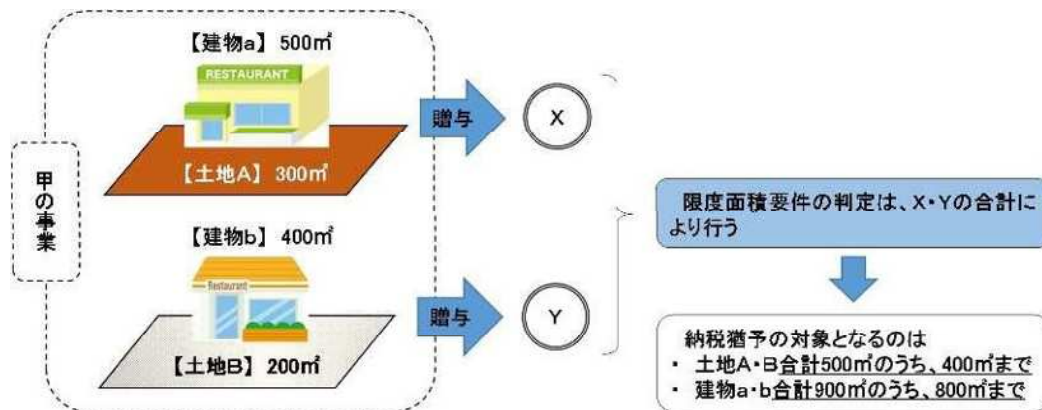 【建物a】 500㎡
RESTAURANT
【土地A】 300㎡
贈与
X
甲の事業
【建物b】 400㎡
Restaurant
【土地B】 200㎡
贈与
Y
限度面積要件の判定は、X・Yの合計に
より行う
納税猶予の対象となるのは
・ 土地A・B合計500㎡のうち、400㎡まで
・ 建物a・b合計900㎡のうち、800㎡まで